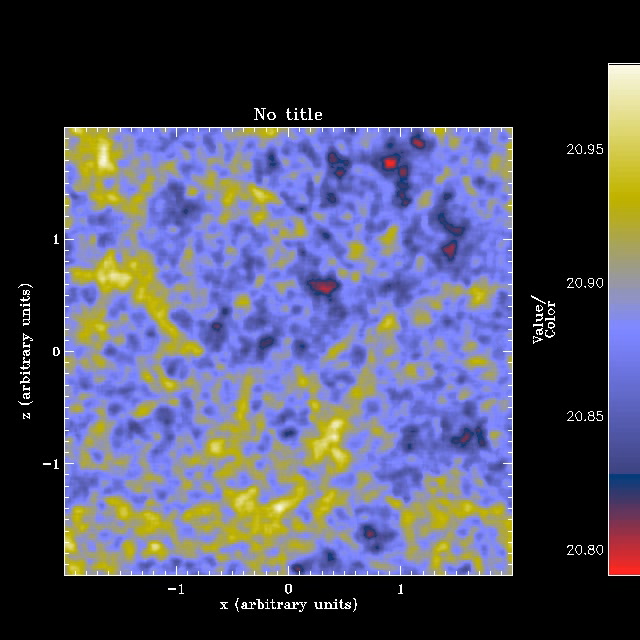 No title
20.95
20.90
20.85
20.80
Value/
Color
1
0
−1
z (arbitrary units)
−1 0 1
x (arbitrary units)